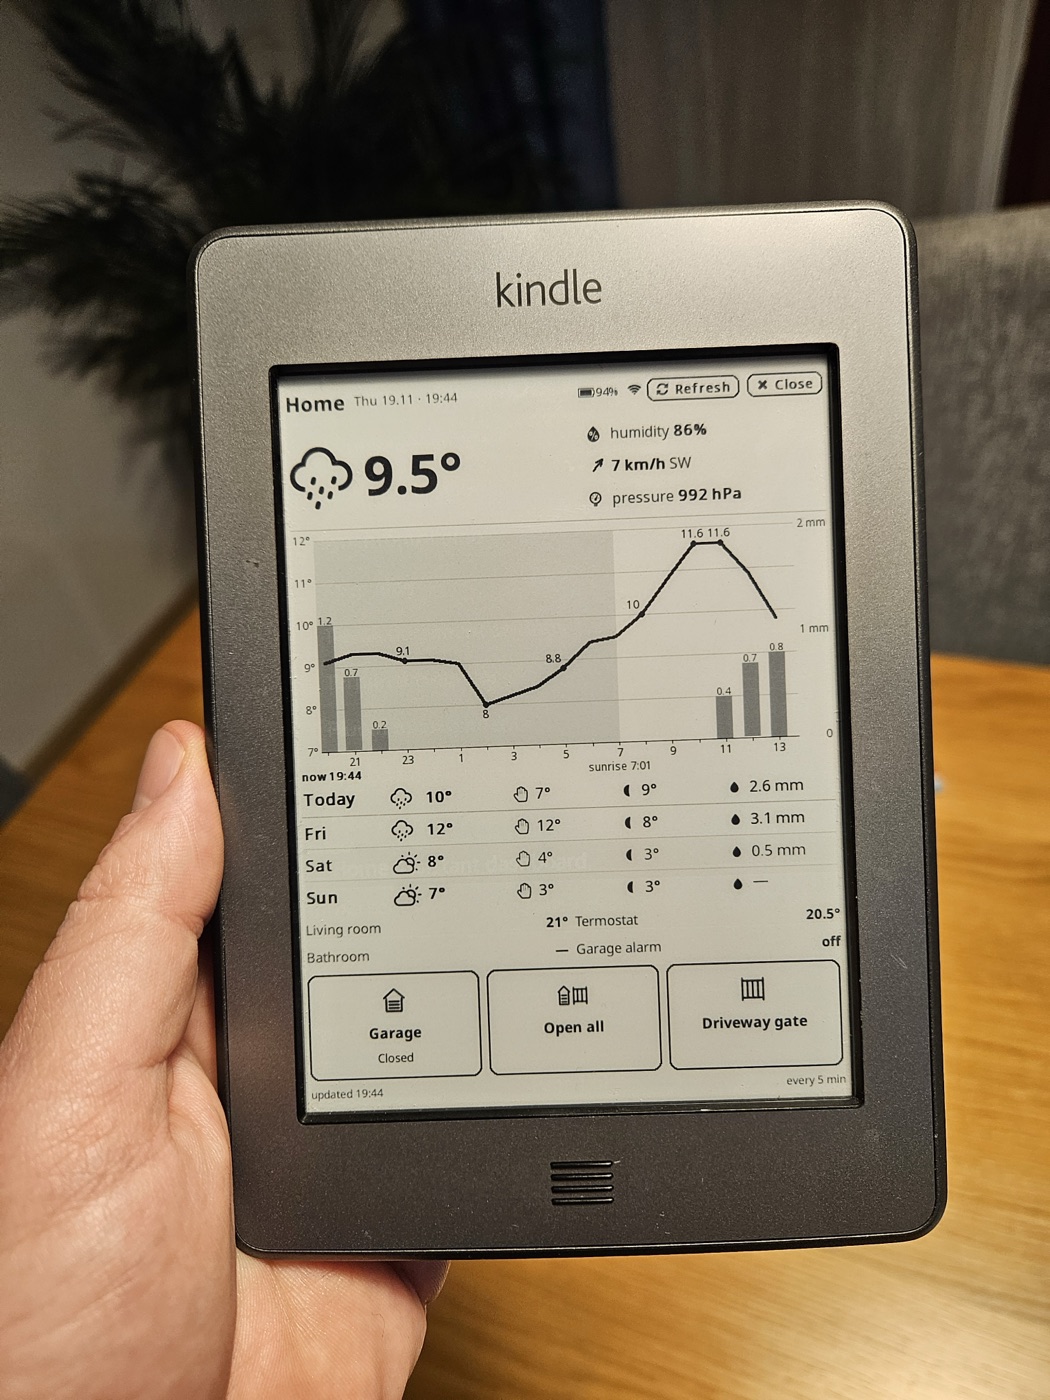 kindle
Home Thu 19.11 · 19:44 94% Refresh × Close
9.5°
humidity 86%
7 km/h SW
pressure 992 hPa
12° 11.6 11.6 2 mm
11°
10° 1.2 10 1 mm
9° 0.7 9.1 8.8 0.4 0.7 0.8
8° 0.2 8
7° 0
21 23 1 3 5 7 9 11 13
now 19:44 sunrise 7:01
Today 10° 7° 9° 2.6 mm
Fri 12° 12° 8° 3.1 mm
Sat 8° 4° 3° 0.5 mm
Sun 7° 3° 3° —
Living room 21° Termostat 20.5°
Bathroom — Garage alarm off
Garage
Closed
Open all
Driveway gate
updated 19:44 every 5 min